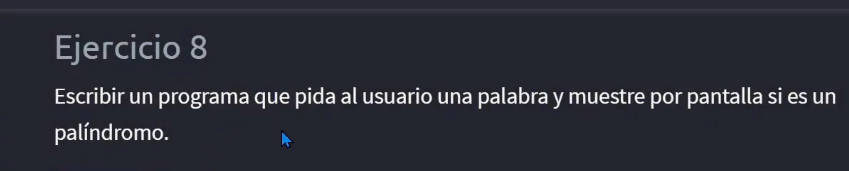 Ejercicio 8
Escribir un programa que pida al usuario una palabra y muestre por pantalla si es un
palíndromo.